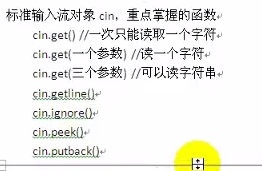 标准输入流对象 cin，重点掌握的函数
cin.get() //一次只能读取一个字符
cin.get(一个参数) //读一个字符
cin.get(三个参数) //可以读字符串
cin.getline()
cin.ignore()
cin.peek()
cin.putback()